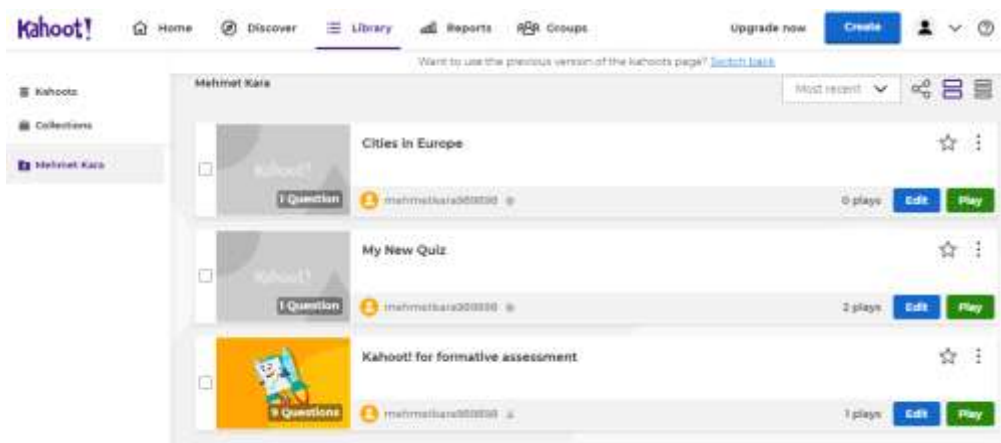 Kahoot! Home Discover Library Reports Groups Upgrade now Create
Want to use the previous version of the kahoots page? Switch back
Kahoots
Collections
Mehmet Kara
Mehmet Kara
Most recent
Cities in Europe
Kahoot!
1 Question
0 plays Edit Play
My New Quiz
Kahoot!
1 Question
2 plays Edit Play
Kahoot! for formative assessment
9 Questions
1 plays Edit Play